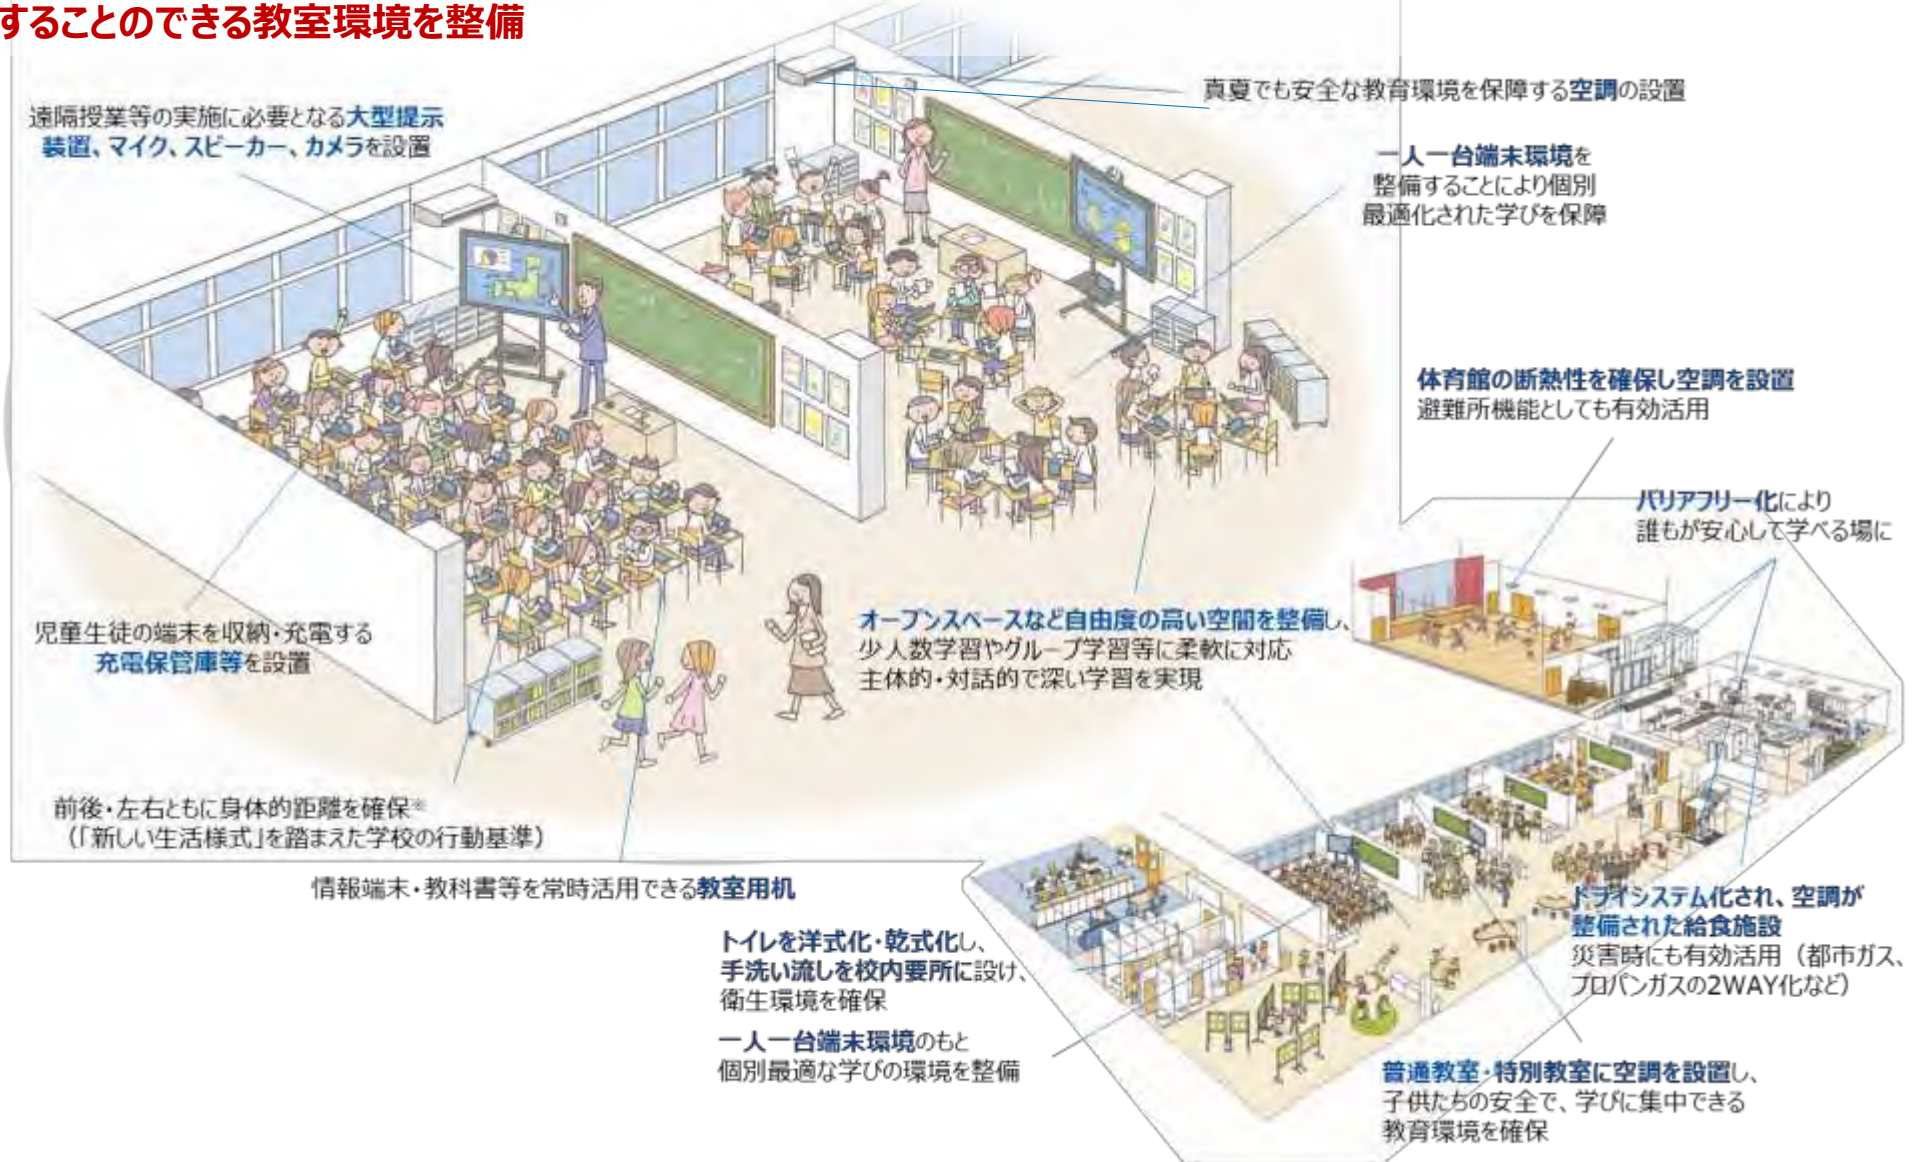 することのできる教室環境を整備
遠隔授業等の実施に必要となる大型提示
装置、マイク、スピーカー、カメラを設置
真夏でも安全な教育環境を保障する空調の設置
一人一台端末環境を
整備することにより個別
最適化された学びを保障
体育館の断熱性を確保し空調を設置
避難所機能としても有効活用
バリアフリー化により
誰もが安心して学べる場に
児童生徒の端末を収納・充電する
充電保管庫等を設置
オープンスペースなど自由度の高い空間を整備し、
少人数学習やグループ学習等に柔軟に対応
主体的・対話的で深い学習を実現
前後・左右ともに身体的距離を確保※
（「新しい生活様式」を踏まえた学校の行動基準）
情報端末・教科書等を常時活用できる教室用机
トイレを洋式化・乾式化し、
手洗い流しを校内要所に設け、
衛生環境を確保
一人一台端末環境のもと
個別最適な学びの環境を整備
ドライシステム化され、空調が
整備された給食施設
災害時にも有効活用（都市ガス、
プロパンガスの2WAY化など）
普通教室・特別教室に空調を設置し、
子供たちの安全で、学びに集中できる
教育環境を確保